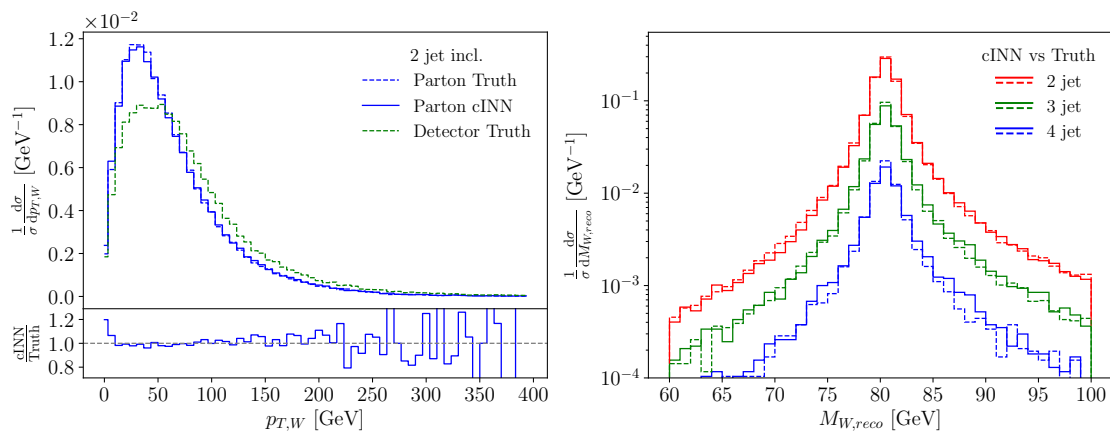 ×10⁻²
1.2
1.0
0.8
0.6
0.4
0.2
0.0
1/σ dσ/dp_{T,W} [GeV⁻¹]
2 jet incl.
Parton Truth
Parton cINN
Detector Truth
1.2
1.0
0.8
cINN/Truth
0 50 100 150 200 250 300 350 400
p_{T,W} [GeV]
10⁻¹
10⁻²
10⁻³
10⁻⁴
1/σ dσ/dM_{W,reco} [GeV⁻¹]
cINN vs Truth
2 jet
3 jet
4 jet
60 65 70 75 80 85 90 95 100
M_{W,reco} [GeV]